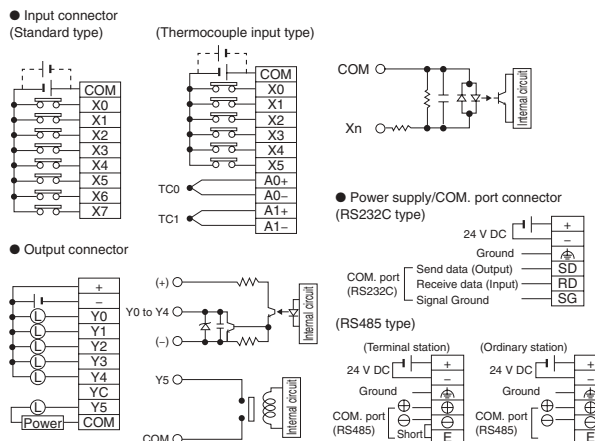 ● Input connector
(Standard type)
COM
X0
X1
X2
X3
X4
X5
X6
X7
(Thermocouple input type)
COM
X0
X1
X2
X3
X4
X5
TC0
A0+
A0−
TC1
A1+
A1−
COM
Xn
Internal circuit
● Output connector
+
−
L Y0
L Y1
L Y2
L Y3
L Y4
YC
L Y5
Power COM
(+)
Y0 to Y4
(−)
Internal circuit
Y5
COM
Internal circuit
● Power supply/COM. port connector
(RS232C type)
24 V DC
+
−
Ground
COM. port
(RS232C)
Send data (Output) SD
Receive data (Input) RD
Signal Ground SG
(RS485 type)
(Terminal station)
24 V DC
+
−
Ground
COM. port
(RS485)
⊕ ⊕
⊖ ⊖
Short E
(Ordinary station)
24 V DC
+
−
Ground
COM. port
(RS485)
⊕ ⊕
⊖ ⊖
E